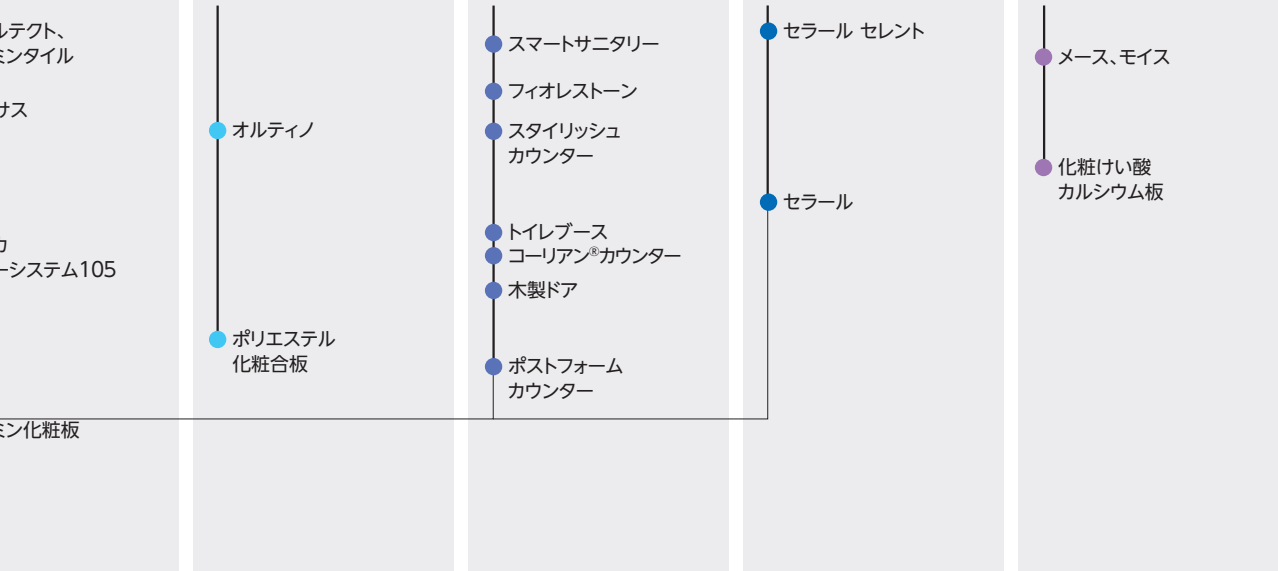 ルテクト、
ミンタイル
サス
カ
ーシステム105
ミン化粧板
オルティノ
ポリエステル
化粧合板
スマートサニタリー
フィオレストーン
スタイリッシュ
カウンター
トイレブース
コーリアン®カウンター
木製ドア
ポストフォーム
カウンター
セラール セレント
セラール
メース、モイス
化粧けい酸
カルシウム板